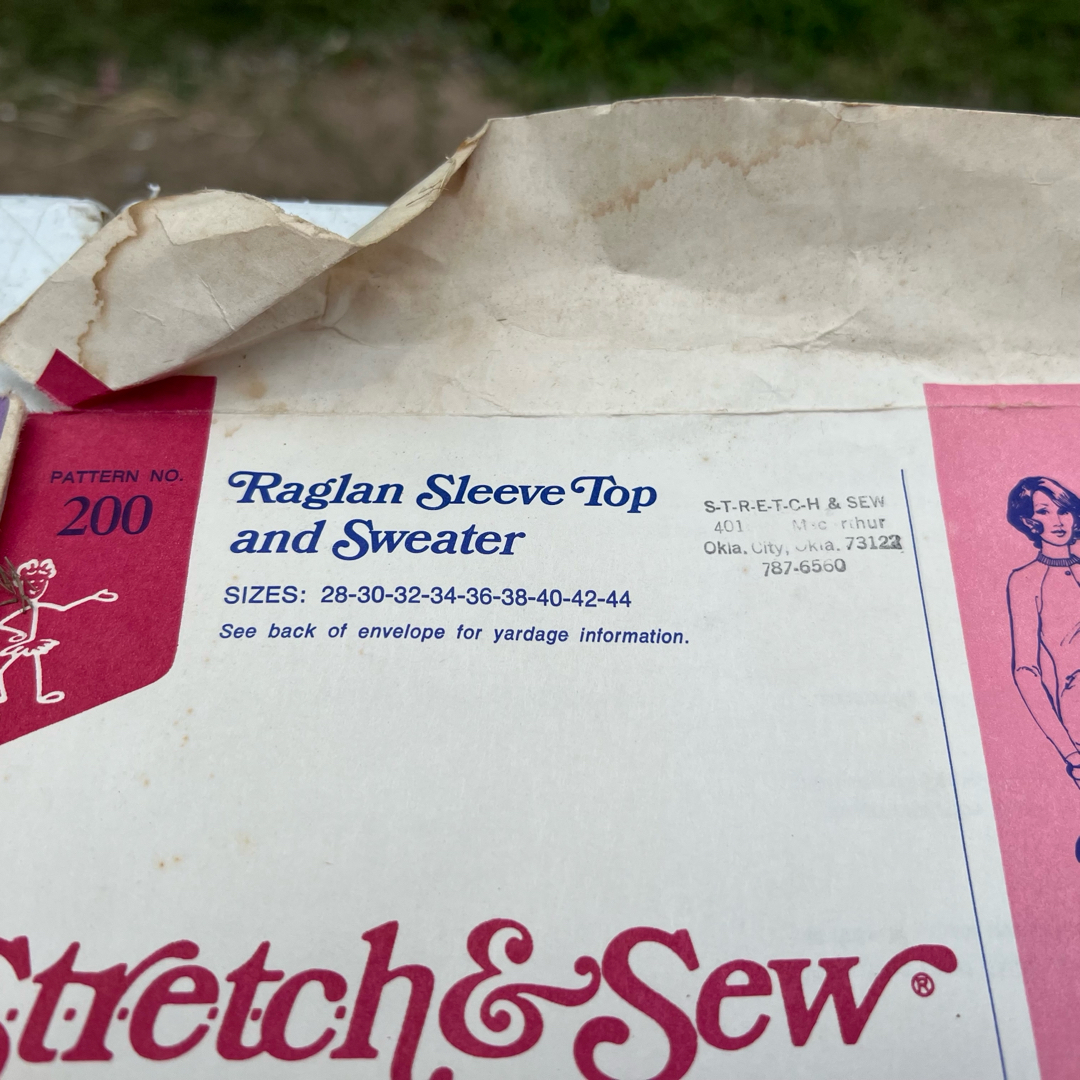 PATTERN NO.
200
Raglan Sleeve Top
and Sweater
SIZES: 28-30-32-34-36-38-40-42-44
See back of envelope for yardage information.
S-T-R-E-T-C-H & SEW
401
Okla. City, Okla. 73122
787-6560
S·t·r·e·t·c·h & Sew®